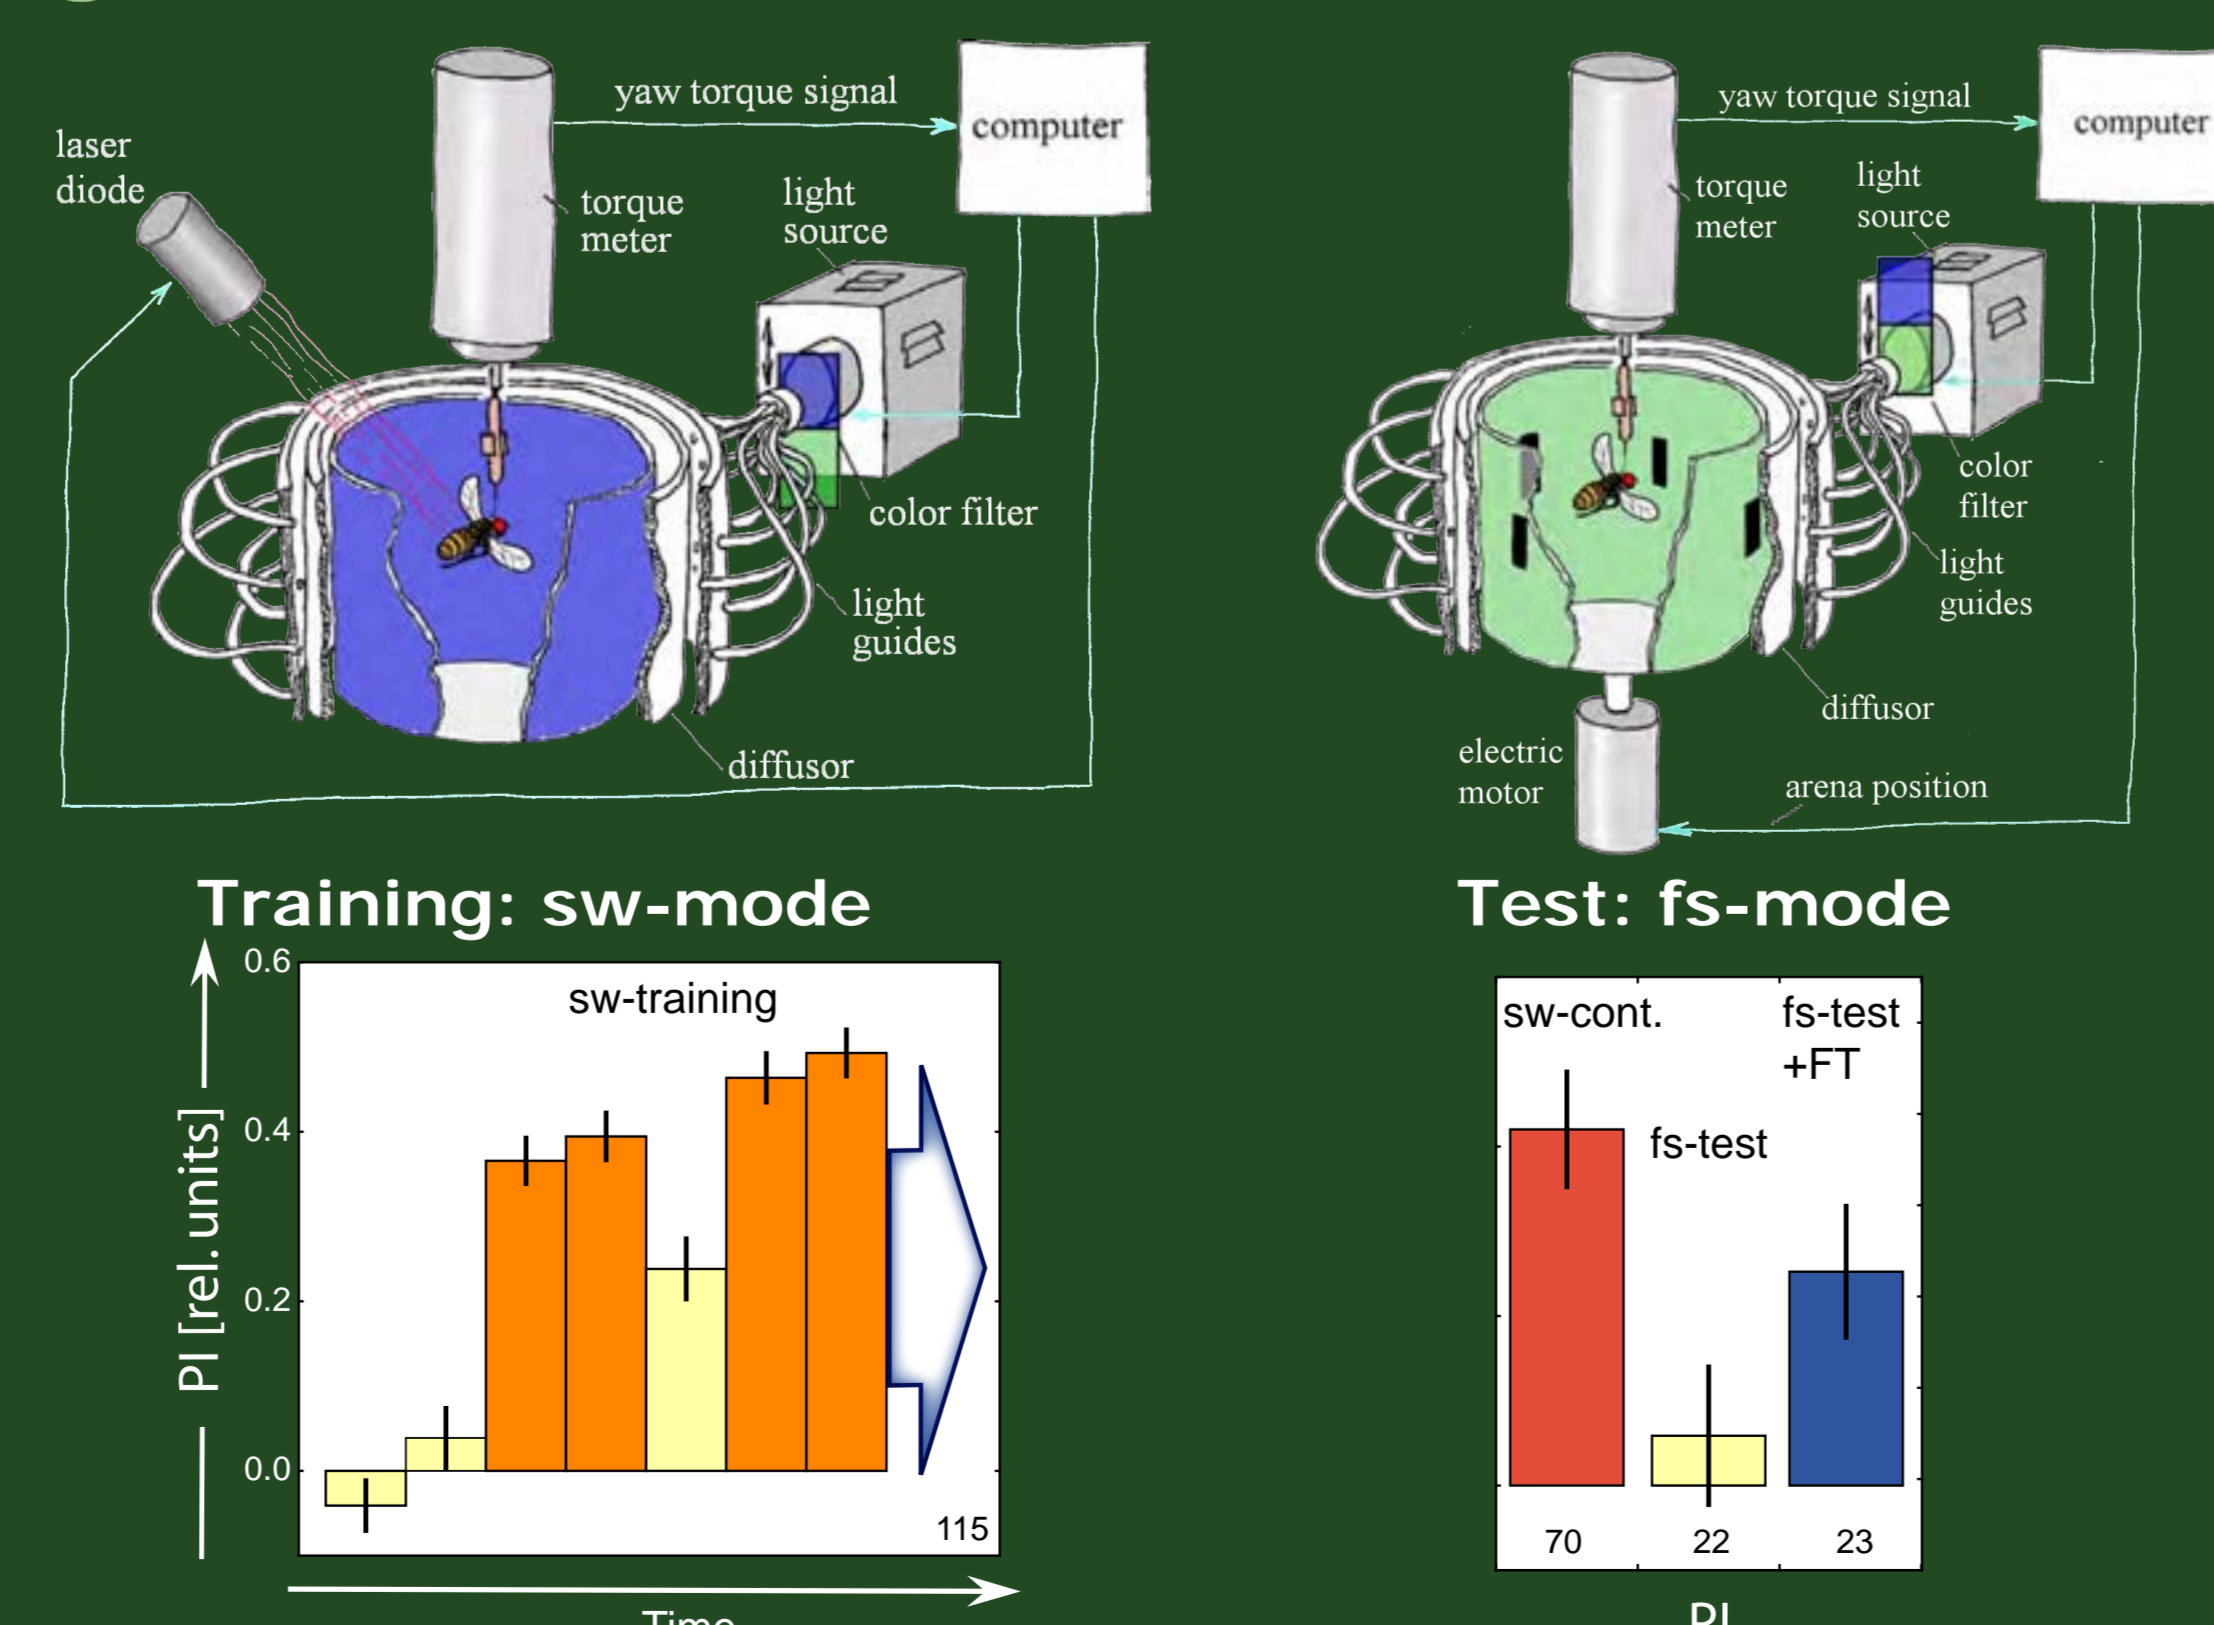 laser
diode
yaw torque signal
computer
torque
meter
light
source
color filter
light
guides
diffusor
yaw torque signal
computer
torque
meter
light
source
color
filter
light
guides
diffusor
electric
motor
arena position
Training: sw-mode
Test: fs-mode
PI [rel.units]
0.6
0.4
0.2
0.0
sw-training
115
Time
sw-cont.
fs-test
fs-test
+FT
70
22
23
PI